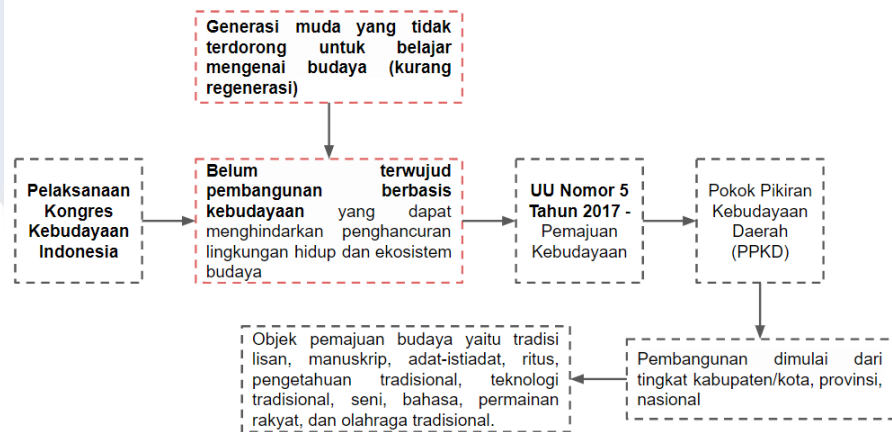 Generasi muda yang tidak
terdorong untuk belajar
mengenai budaya (kurang
regenerasi)
Pelaksanaan
Kongres
Kebudayaan
Indonesia
Belum terwujud
pembangunan berbasis
kebudayaan yang dapat
menghindarkan penghancuran
lingkungan hidup dan ekosistem
budaya
UU Nomor 5
Tahun 2017 -
Pemajuan
Kebudayaan
Pokok Pikiran
Kebudayaan
Daerah
(PPKD)
Pembangunan dimulai dari
tingkat kabupaten/kota, provinsi,
nasional
Objek pemajuan budaya yaitu tradisi
lisan, manuskrip, adat-istiadat, ritus,
pengetahuan tradisional, teknologi
tradisional, seni, bahasa, permainan
rakyat, dan olahraga tradisional.